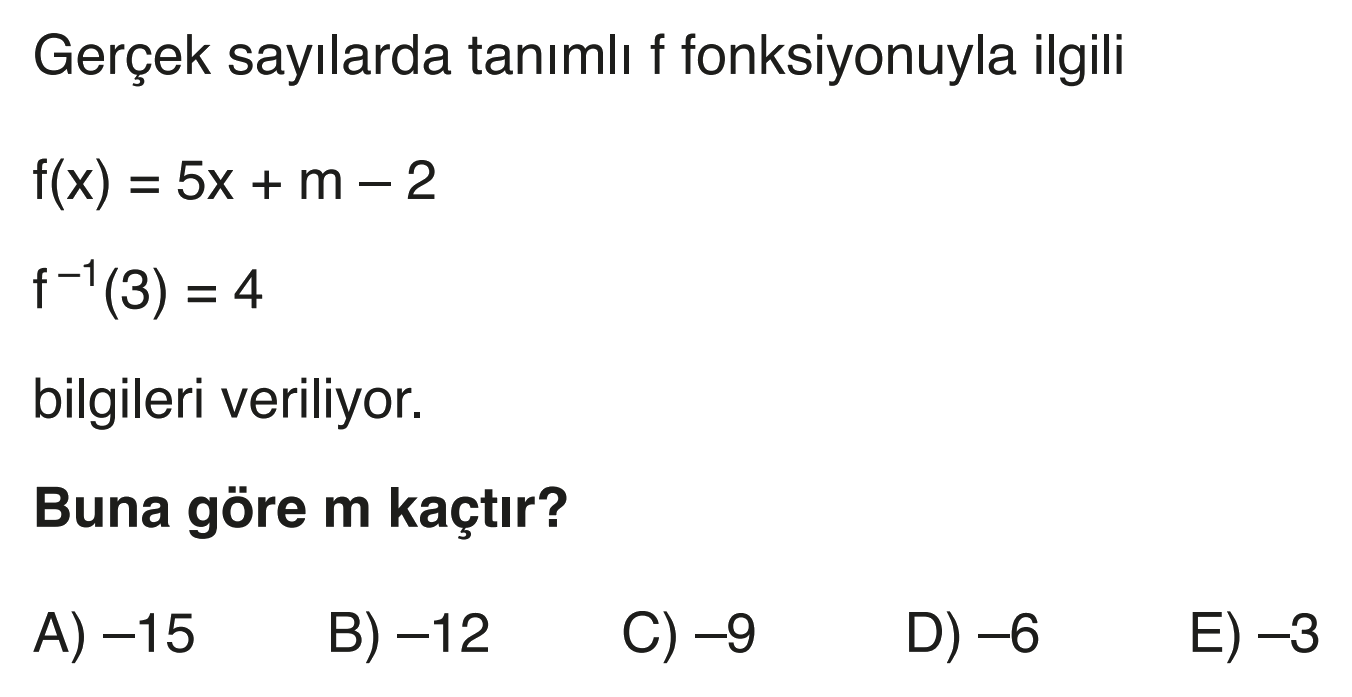 Gerçek sayılarda tanımlı f fonksiyonuyla ilgili
f(x) = 5x + m – 2
f⁻¹(3) = 4
bilgileri veriliyor.
Buna göre m kaçtır?
A) –15 B) –12 C) –9 D) –6 E) –3